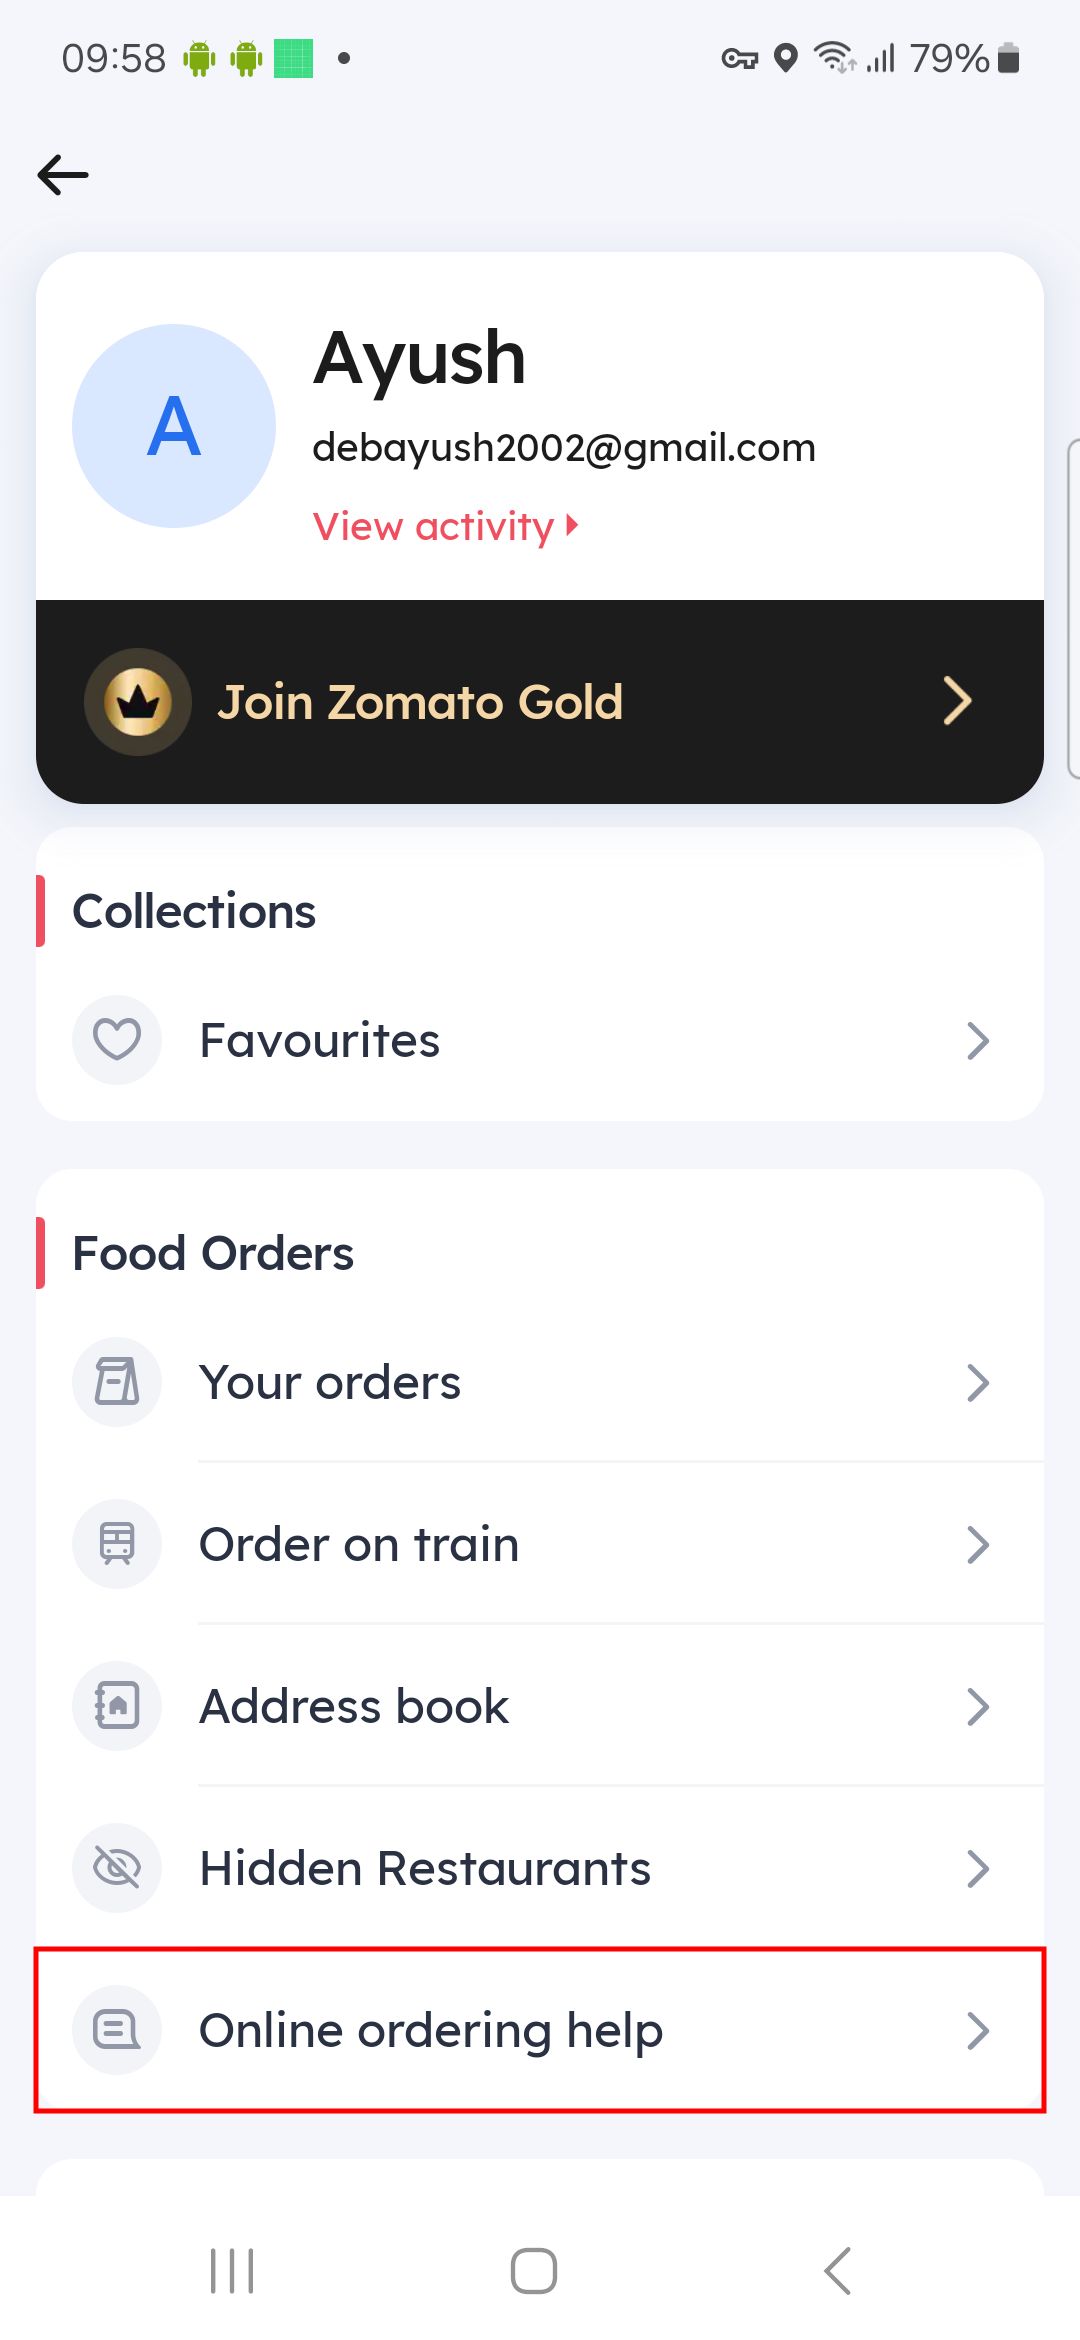 09:58
79%
Ayush
A
debayush2002@gmail.com
View activity
Join Zomato Gold
Collections
Favourites
Food Orders
Your orders
Order on train
Address book
Hidden Restaurants
Online ordering help